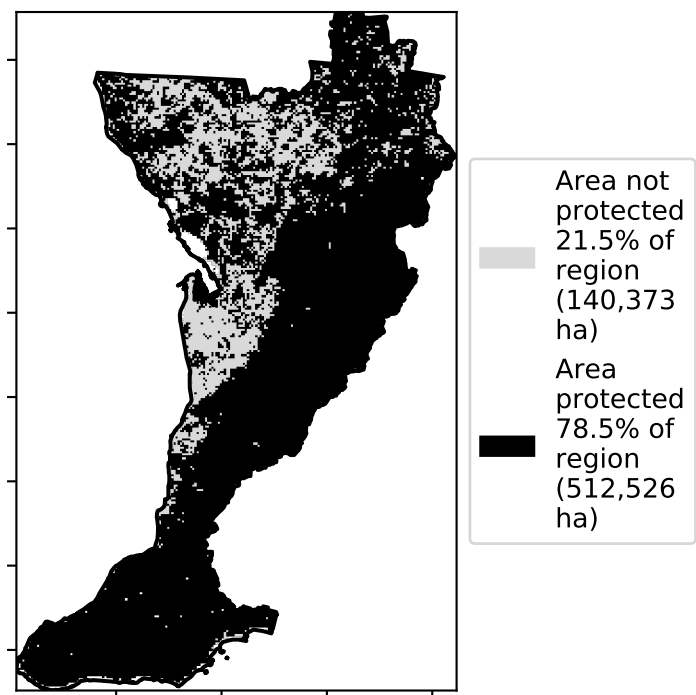 Area not
protected
21.5% of
region
(140,373
ha)
Area
protected
78.5% of
region
(512,526
ha)